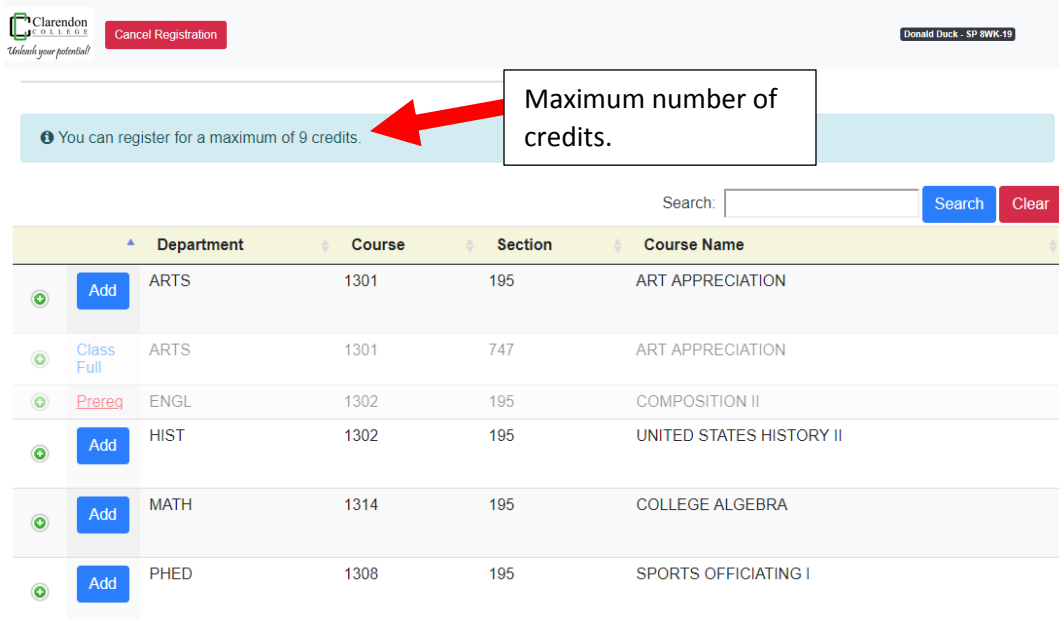 Clarendon
COLLEGE
Unleash your potential!
Cancel Registration
Donald Duck - SP 8WK-19
You can register for a maximum of 9 credits.
Maximum number of
credits.
Search:
Search Clear
Department Course Section Course Name
Add ARTS 1301 195 ART APPRECIATION
Class
Full ARTS 1301 747 ART APPRECIATION
Prereq ENGL 1302 195 COMPOSITION II
Add HIST 1302 195 UNITED STATES HISTORY II
Add MATH 1314 195 COLLEGE ALGEBRA
Add PHED 1308 195 SPORTS OFFICIATING I